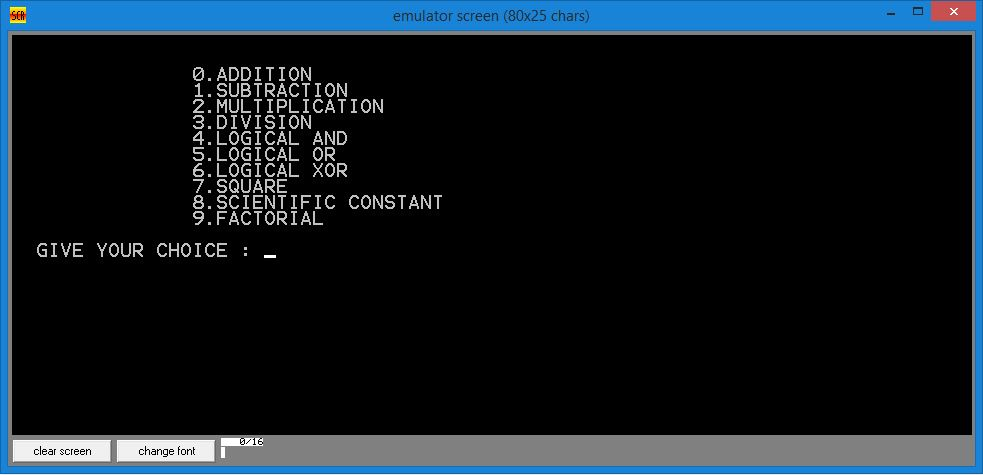 SCR
emulator screen (80x25 chars)
0.ADDITION
1.SUBTRACTION
2.MULTIPLICATION
3.DIVISION
4.LOGICAL AND
5.LOGICAL OR
6.LOGICAL XOR
7.SQUARE
8.SCIENTIFIC CONSTANT
9.FACTORIAL
GIVE YOUR CHOICE : _
clear screen change font 0/16